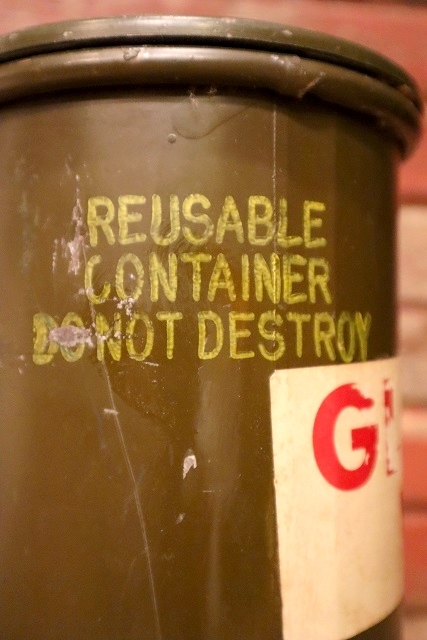 REUSABLE
CONTAINER
DO NOT DESTROY
G